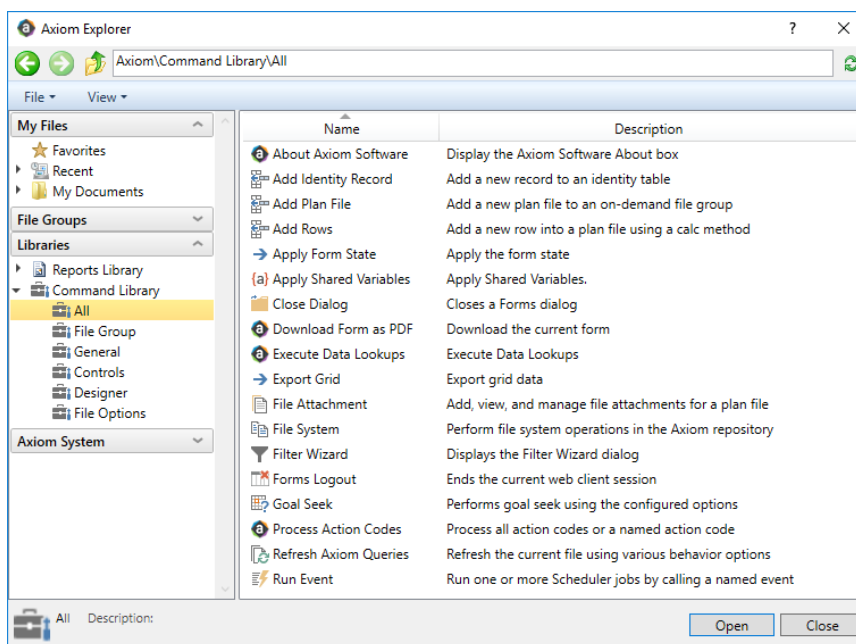 Axiom Explorer
?
Axiom\Command Library\All
File View
My Files
Favorites
Recent
My Documents
File Groups
Libraries
Reports Library
Command Library
All
File Group
General
Controls
Designer
File Options
Axiom System
Name Description
About Axiom Software Display the Axiom Software About box
Add Identity Record Add a new record to an identity table
Add Plan File Add a new plan file to an on-demand file group
Add Rows Add a new row into a plan file using a calc method
Apply Form State Apply the form state
{a} Apply Shared Variables Apply Shared Variables.
Close Dialog Closes a Forms dialog
Download Form as PDF Download the current form
Execute Data Lookups Execute Data Lookups
Export Grid Export grid data
File Attachment Add, view, and manage file attachments for a plan file
File System Perform file system operations in the Axiom repository
Filter Wizard Displays the Filter Wizard dialog
Forms Logout Ends the current web client session
Goal Seek Performs goal seek using the configured options
Process Action Codes Process all action codes or a named action code
Refresh Axiom Queries Refresh the current file using various behavior options
Run Event Run one or more Scheduler jobs by calling a named event
All Description:
Open Close